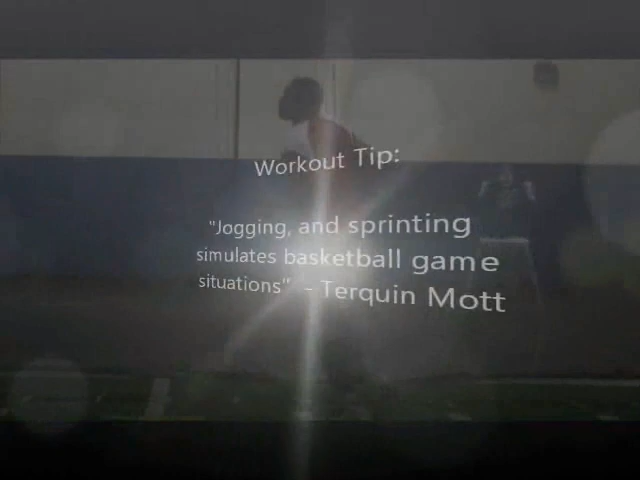 Workout Tip:
"Jogging, and sprinting
simulates basketball game
situations" - Terquin Mott